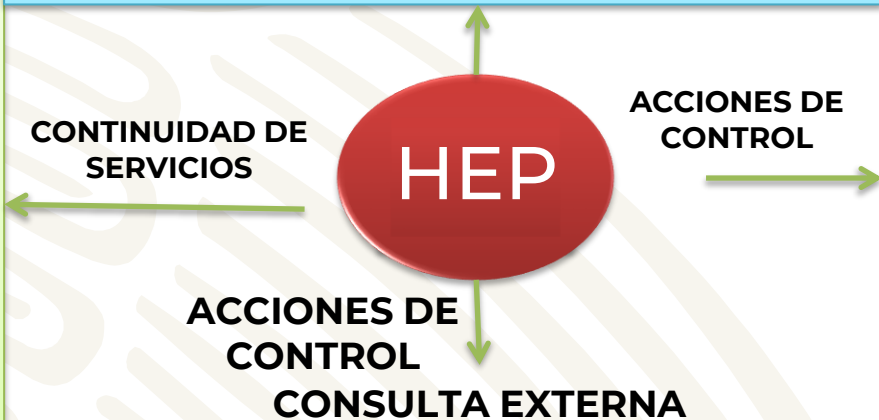 CONTINUIDAD DE
SERVICIOS
HEP
ACCIONES DE
CONTROL
ACCIONES DE
CONTROL
CONSULTA EXTERNA